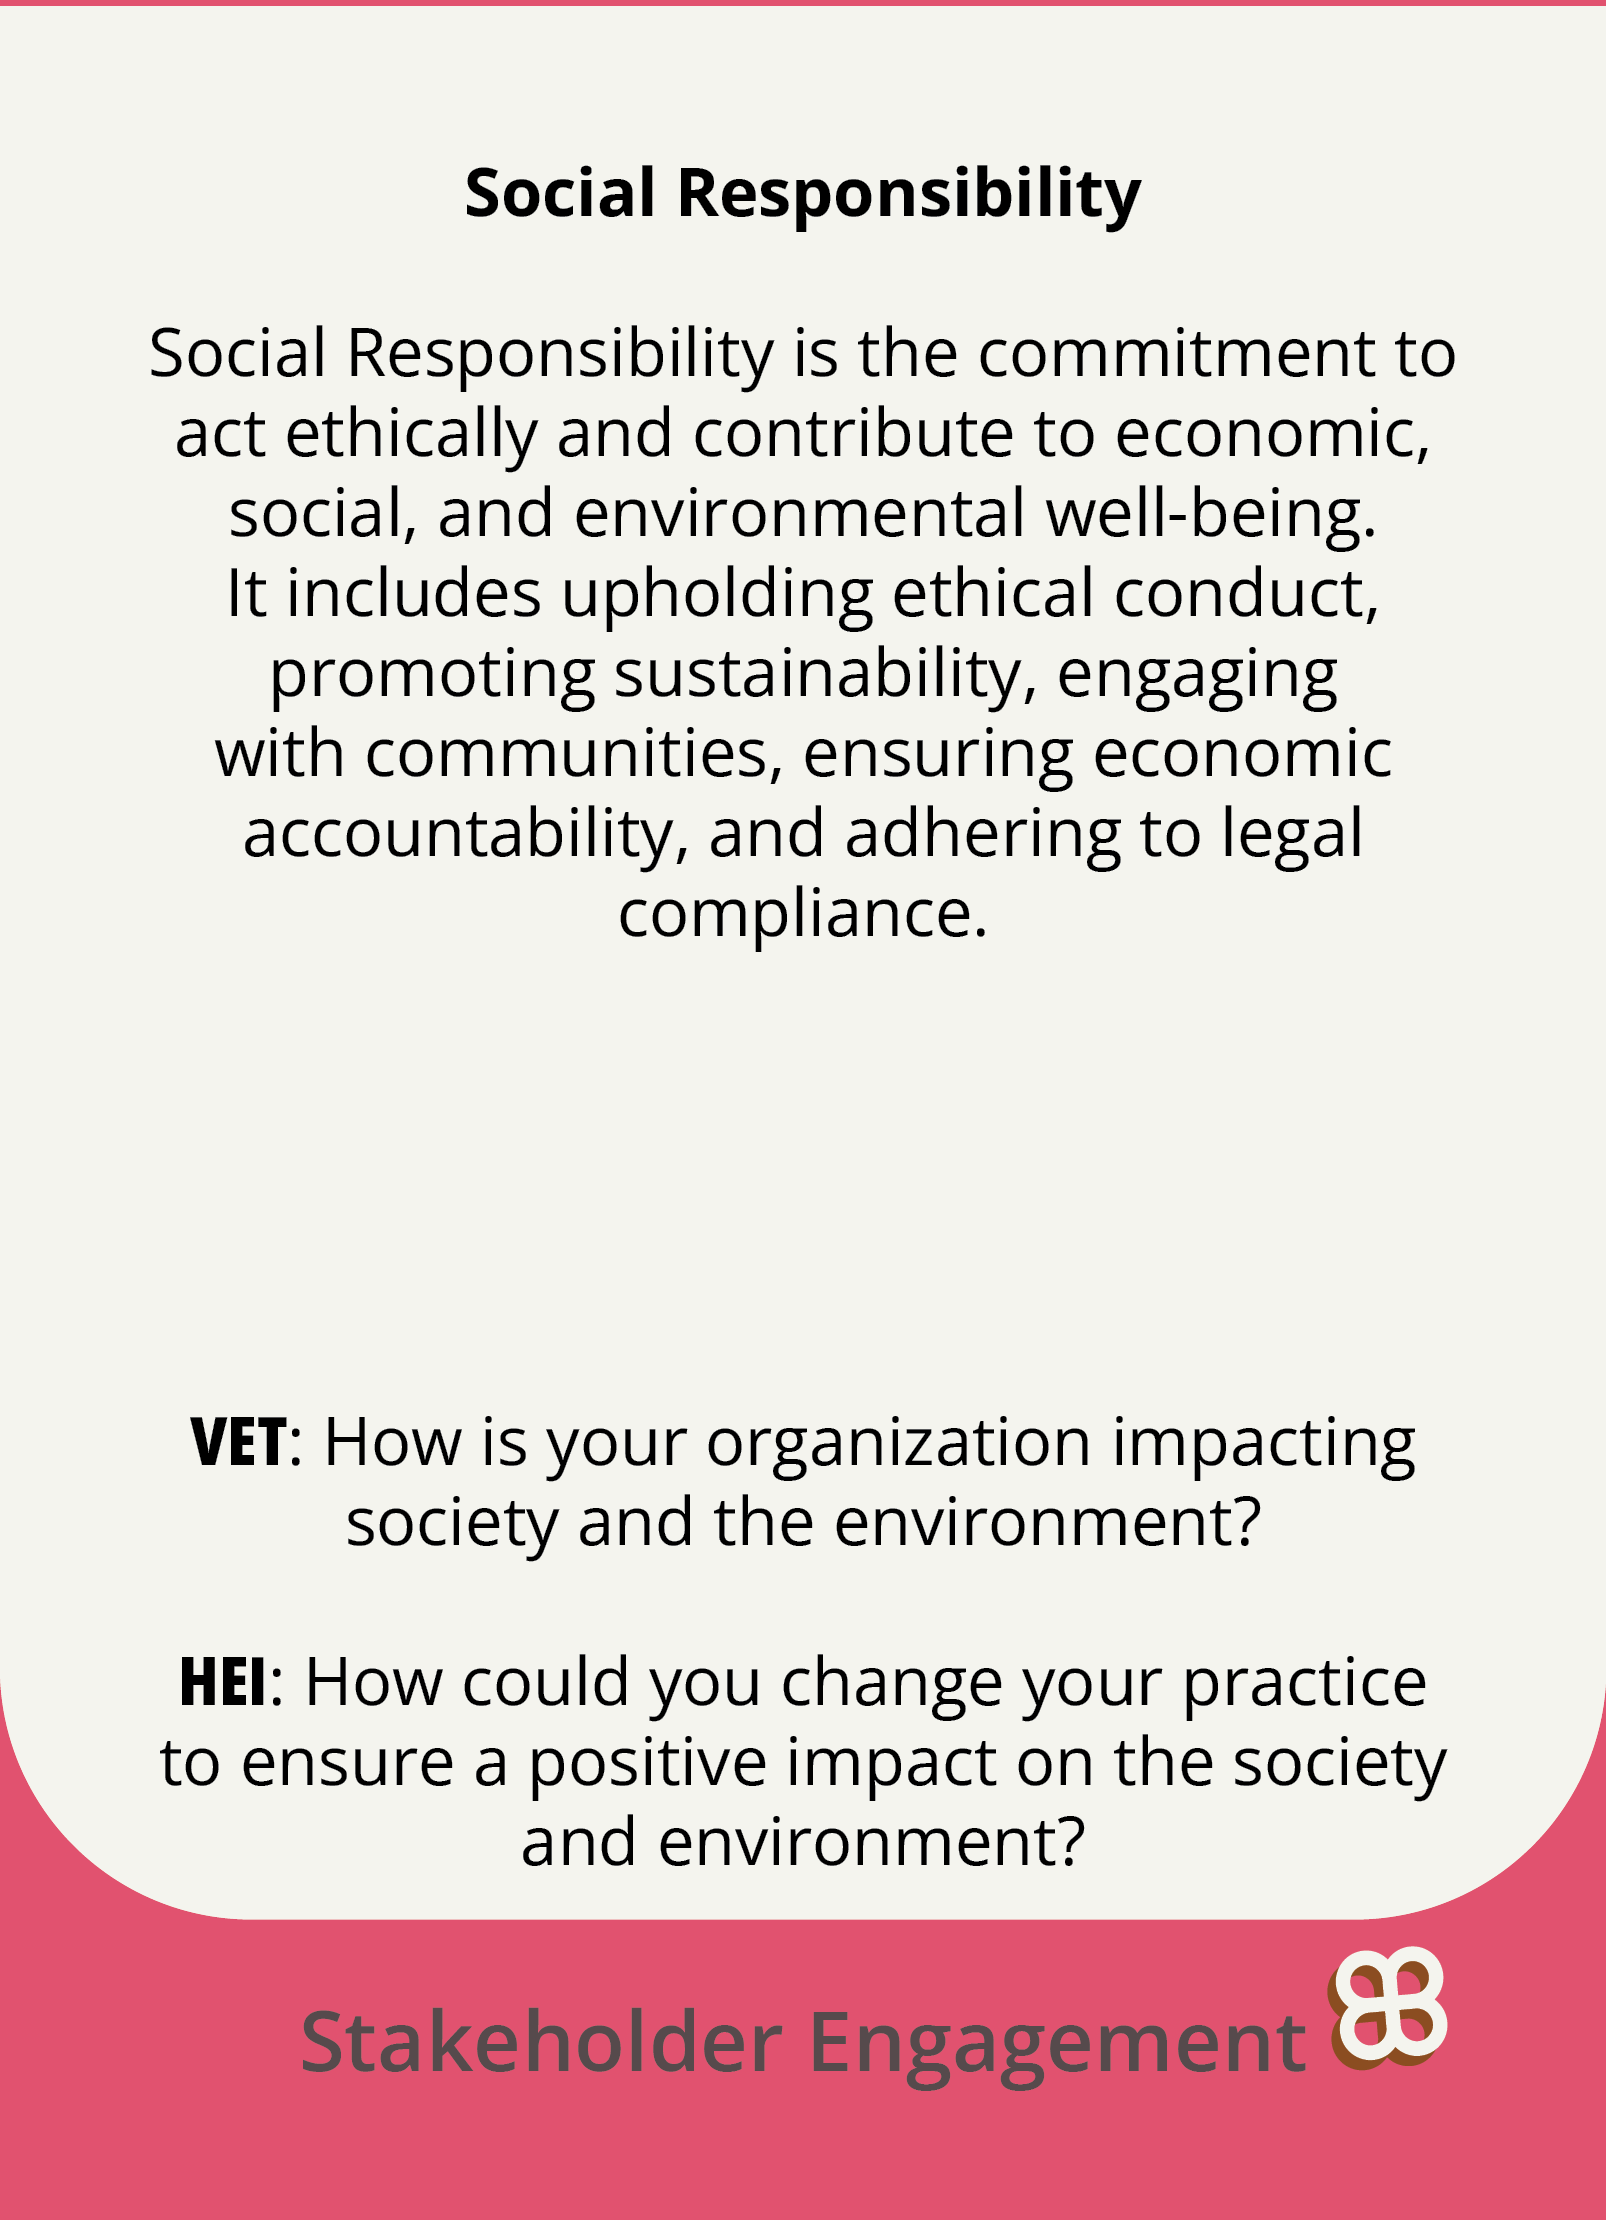 Social Responsibility
Social Responsibility is the commitment to
act ethically and contribute to economic,
social, and environmental well-being.
It includes upholding ethical conduct,
promoting sustainability, engaging
with communities, ensuring economic
accountability, and adhering to legal
compliance.
VET: How is your organization impacting
society and the environment?
HEI: How could you change your practice
to ensure a positive impact on the society
and environment?
Stakeholder Engagement